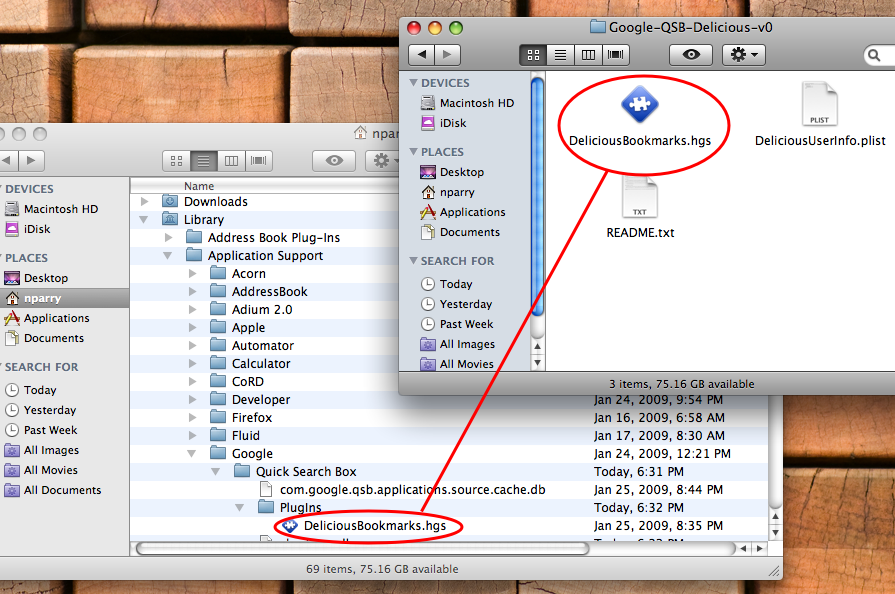 Google-QSB-Delicious-v0
DEVICES
Macintosh HD
iDisk
PLACES
Desktop
nparry
Applications
Documents
SEARCH FOR
Today
Yesterday
Past Week
All Images
All Movies
DeliciousBookmarks.hgs
PLIST
DeliciousUserInfo.plist
TXT
README.txt
3 items, 75.16 GB available
DEVICES
Macintosh HD
iDisk
PLACES
Desktop
nparry
Applications
Documents
SEARCH FOR
Today
Yesterday
Past Week
All Images
All Movies
All Documents
Name
Downloads
Library
Address Book Plug-Ins
Application Support
Acorn
AddressBook
Adium 2.0
Apple
Automator
Calculator
CoRD
Developer Jan 24, 2009, 9:54 PM
Firefox Jan 16, 2009, 6:58 AM
Fluid Jan 17, 2009, 8:30 AM
Google Jan 24, 2009, 12:21 PM
Quick Search Box Today, 6:31 PM
com.google.qsb.applications.source.cache.db Jan 25, 2009, 8:44 PM
PlugIns Today, 6:32 PM
DeliciousBookmarks.hgs Jan 25, 2009, 8:35 PM
69 items, 75.16 GB available